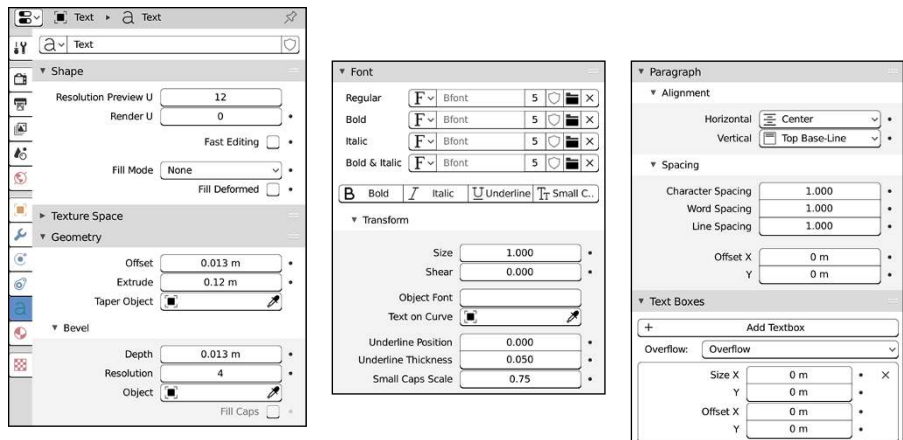 Text ▸ a Text
a Text
Shape
Resolution Preview U 12
Render U 0
Fast Editing
Fill Mode None
Fill Deformed
Texture Space
Geometry
Offset 0.013 m
Extrude 0.12 m
Taper Object
Bevel
Depth 0.013 m
Resolution 4
Object
Fill Caps
Font
Regular F Bfont 5
Bold F Bfont 5
Italic F Bfont 5
Bold & Italic F Bfont 5
B Bold I Italic U Underline TT Small C..
Transform
Size 1.000
Shear 0.000
Object Font
Text on Curve
Underline Position 0.000
Underline Thickness 0.050
Small Caps Scale 0.75
Paragraph
Alignment
Horizontal Center
Vertical Top Base-Line
Spacing
Character Spacing 1.000
Word Spacing 1.000
Line Spacing 1.000
Offset X 0 m
Y 0 m
Text Boxes
+ Add Textbox
Overflow: Overflow
Size X 0 m
Y 0 m
Offset X 0 m
Y 0 m